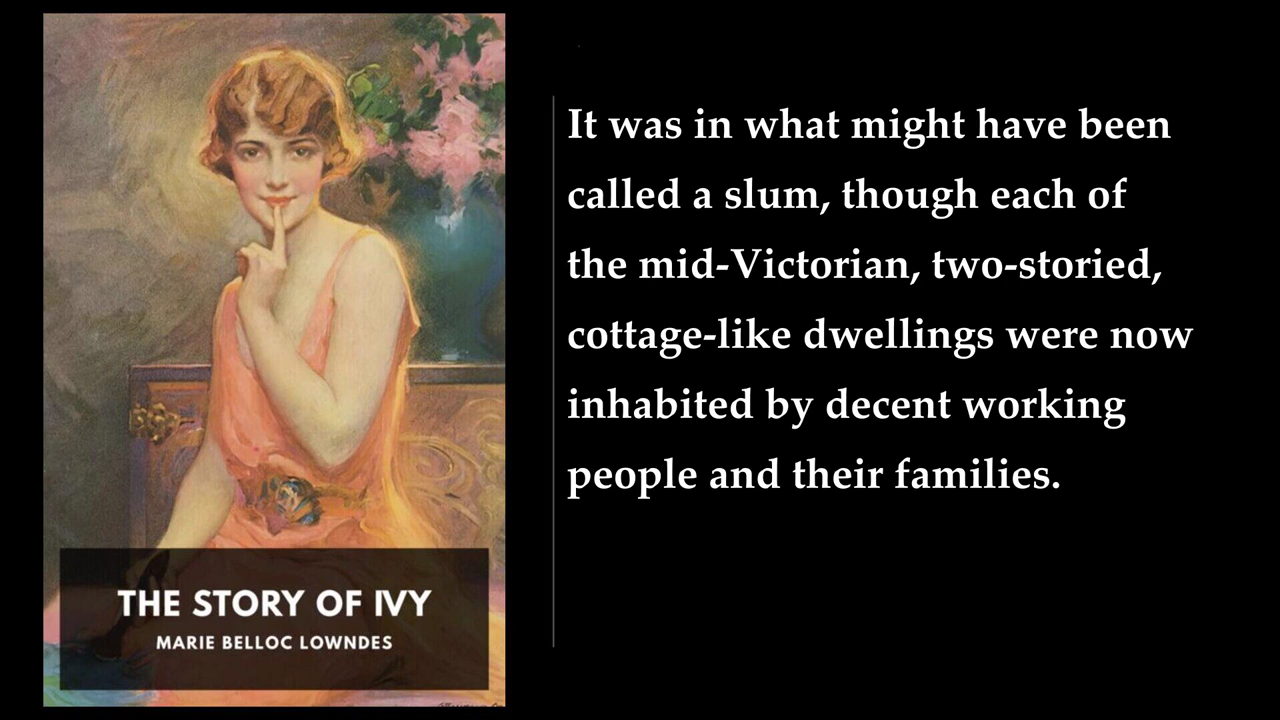 It was in what might have been
called a slum, though each of
the mid-Victorian, two-storied,
cottage-like dwellings were now
inhabited by decent working
people and their families.
THE STORY OF IVY
MARIE BELLOC LOWNDES